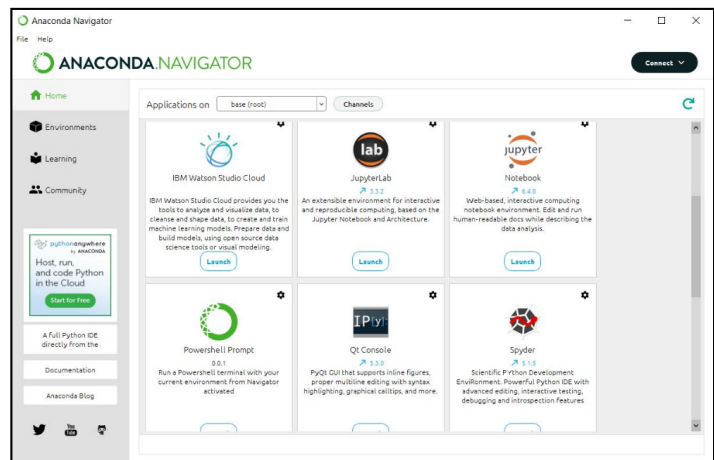 Anaconda Navigator
File Help
ANACONDA.NAVIGATOR
Connect
Home
Environments
Learning
Community
pythonanywhere
by ANACONDA
Host, run,
and code Python
in the Cloud
Start for Free
A full Python IDE
directly from the
Documentation
Anaconda Blog
You
Tube
Applications on base (root) Channels
IBM Watson Studio Cloud
IBM Watson Studio Cloud provides you the
tools to analyze and visualize data, to
cleanse and shape data, to create and train
machine learning models. Prepare data and
build models, using open source data
science tools or visual modeling.
Launch
lab
JupyterLab
3.3.2
An extensible environment for interactive
and reproducible computing, based on the
Jupyter Notebook and Architecture.
Launch
jupyter
Notebook
6.4.8
Web-based, interactive computing
notebook environment. Edit and run
human-readable docs while describing the
data analysis.
Launch
Powershell Prompt
0.0.1
Run a Powershell terminal with your
current environment from Navigator
activated
IP[y]:
Qt Console
5.3.0
PyQt GUI that supports inline figures,
proper multiline editing with syntax
highlighting, graphical calltips, and more.
Spyder
5.1.5
Scientific PYthon Development
EnviRonment. Powerful Python IDE with
advanced editing, interactive testing,
debugging and introspection features